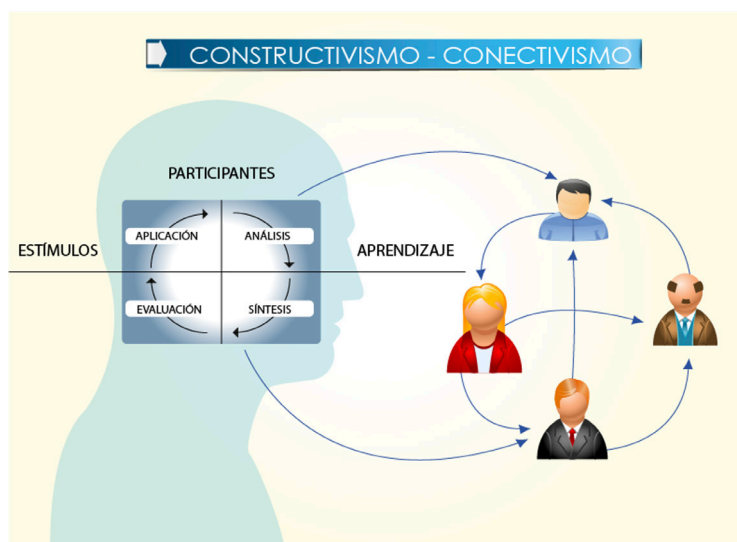 CONSTRUCTIVISMO - CONECTIVISMO
PARTICIPANTES
APLICACIÓN
ANÁLISIS
ESTÍMULOS
APRENDIZAJE
EVALUACIÓN
SÍNTESIS